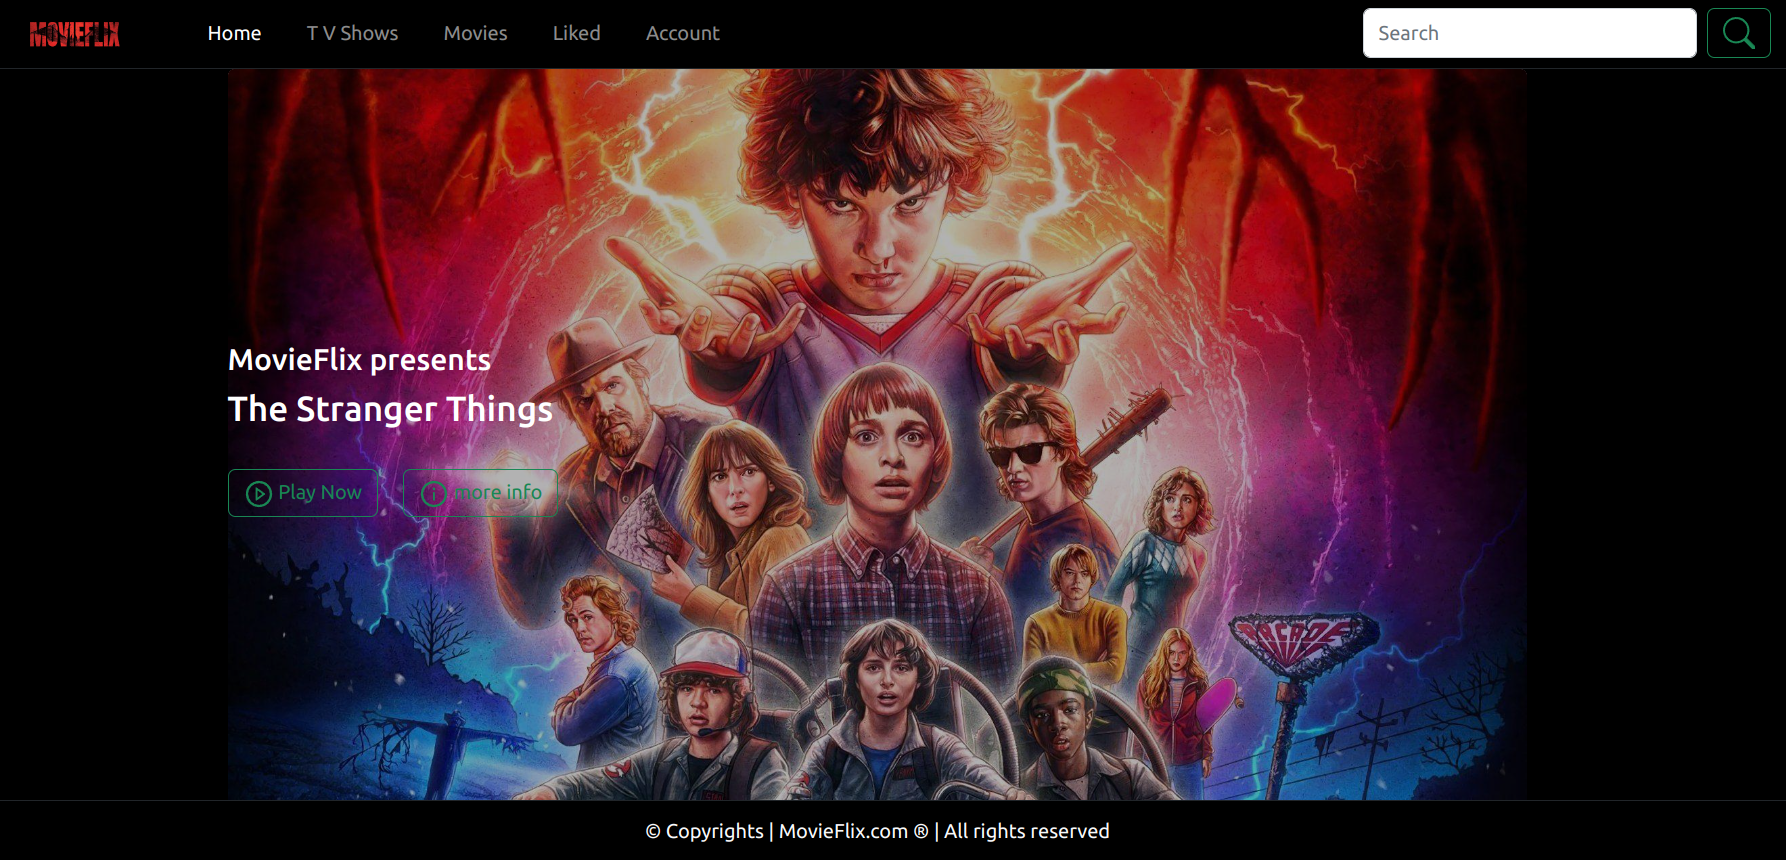 MOVIEFLIX
Home
T V Shows
Movies
Liked
Account
Search
MovieFlix presents
The Stranger Things
Play Now
more info
ARCADE
© Copyrights | MovieFlix.com ® | All rights reserved